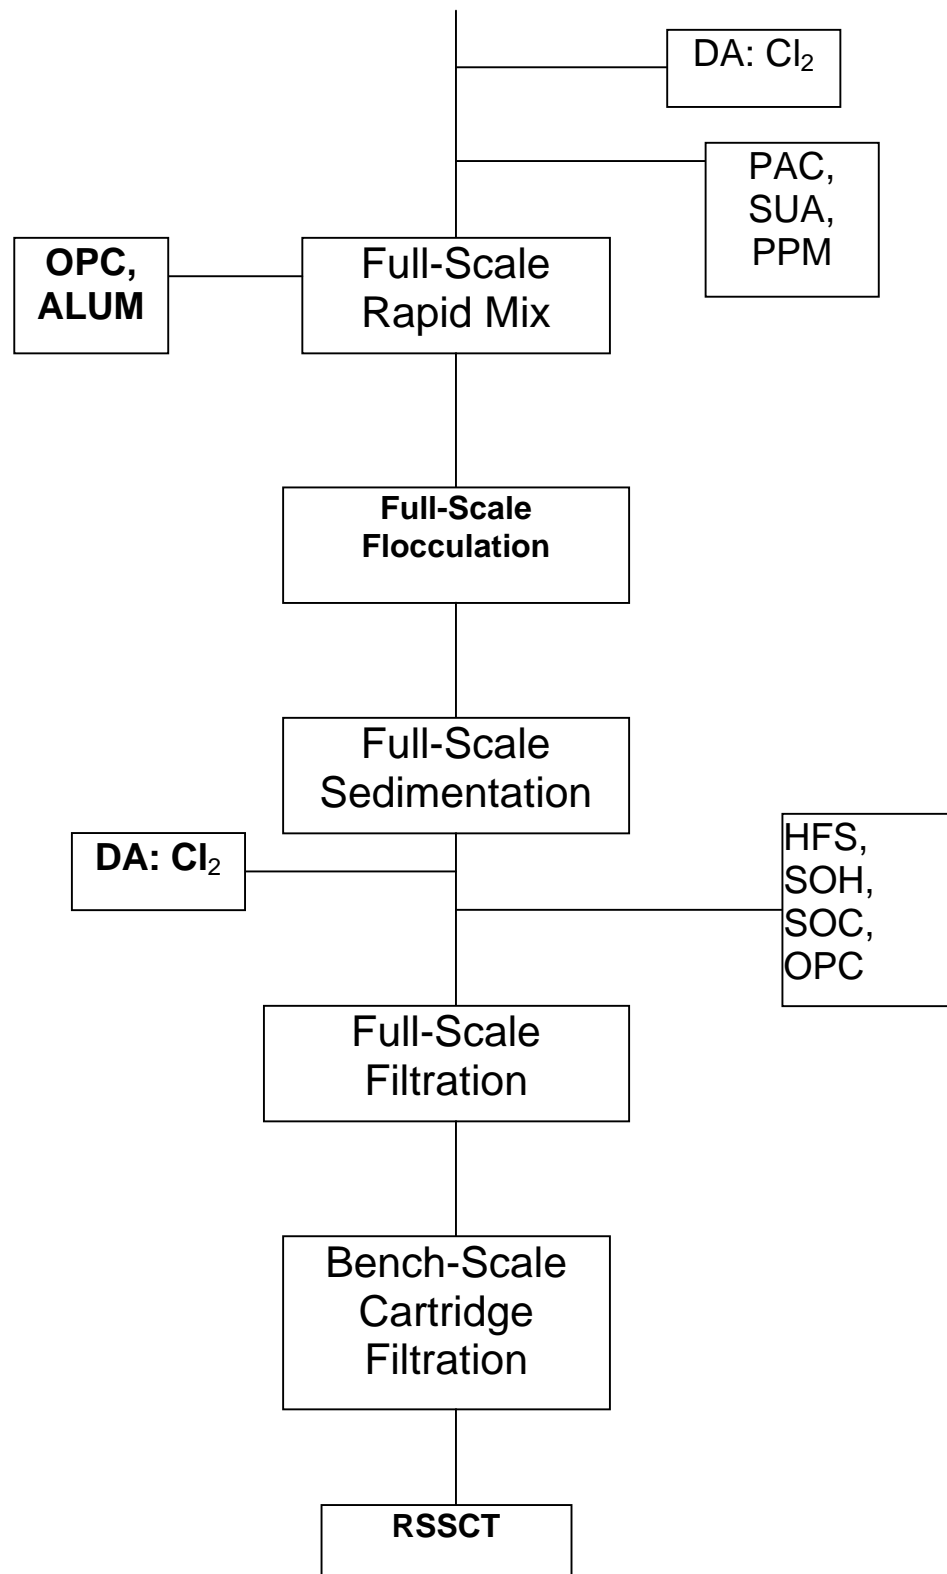 DA: Cl₂
PAC,
SUA,
PPM
OPC,
ALUM
Full-Scale
Rapid Mix
Full-Scale
Flocculation
Full-Scale
Sedimentation
DA: Cl₂
HFS,
SOH,
SOC,
OPC
Full-Scale
Filtration
Bench-Scale
Cartridge
Filtration
RSSCT